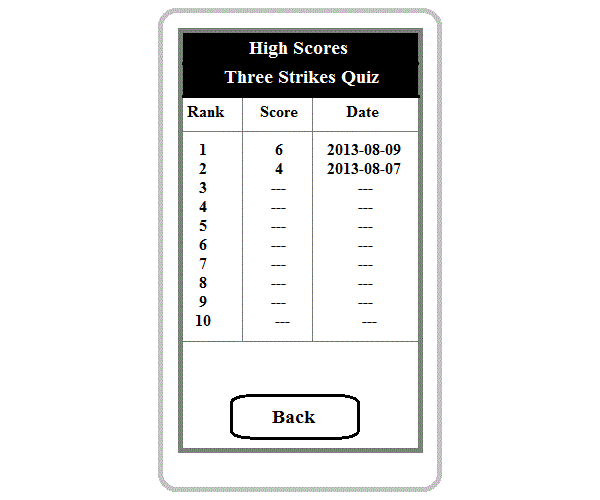 High Scores
Three Strikes Quiz
Rank Score Date
1 6 2013-08-09
2 4 2013-08-07
3 --- ---
4 --- ---
5 --- ---
6 --- ---
7 --- ---
8 --- ---
9 --- ---
10 --- ---
Back